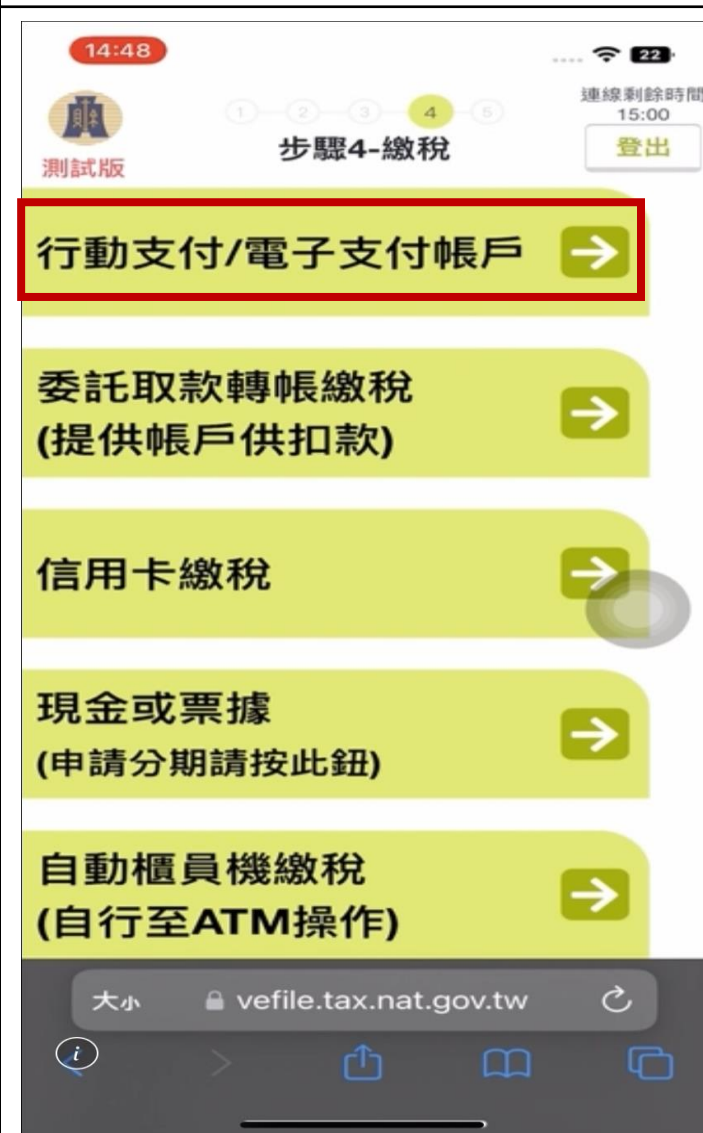 14:48
22
測試版
1 2 3 4 5
步驟4-繳稅
連線剩餘時間
15:00
登出
行動支付/電子支付帳戶
委託取款轉帳繳稅
(提供帳戶供扣款)
信用卡繳稅
現金或票據
(申請分期請按此鈕)
自動櫃員機繳稅
(自行至ATM操作)
大小
vefile.tax.nat.gov.tw
i